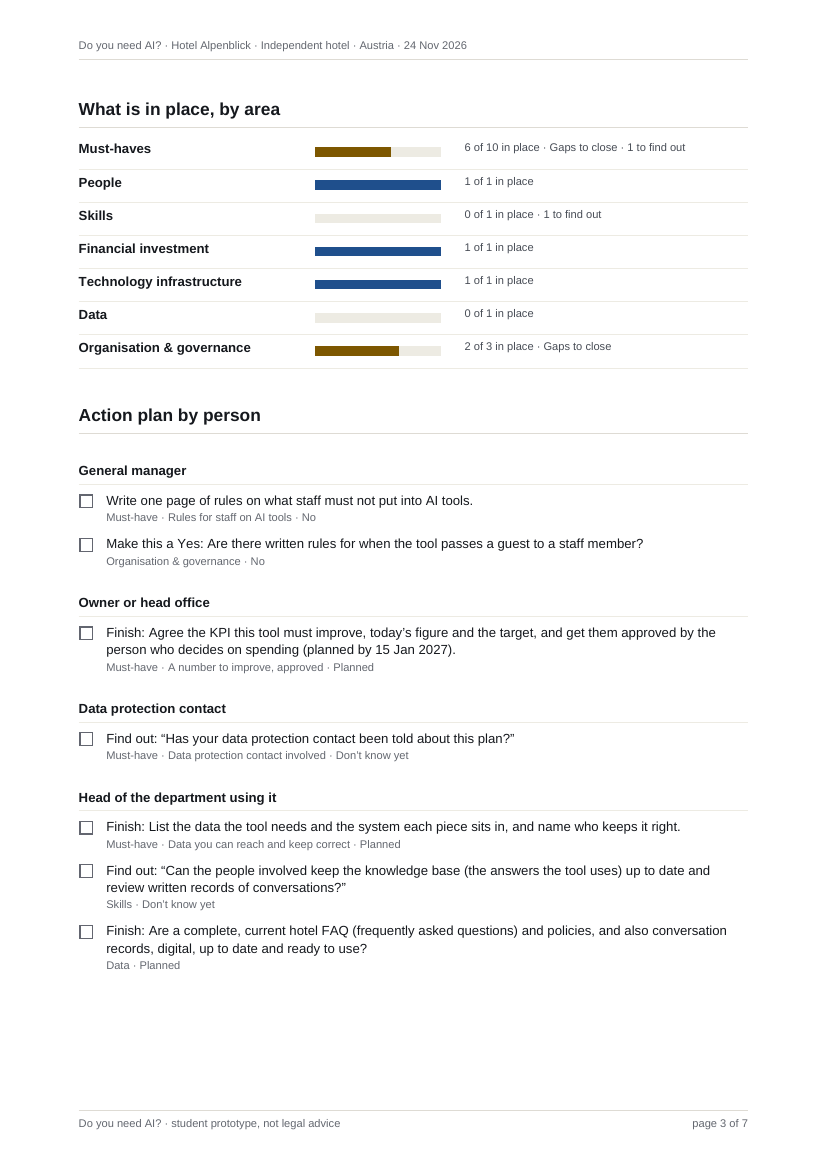 Do you need AI? · Hotel Alpenblick · Independent hotel · Austria · 24 Nov 2026
What is in place, by area
Must-haves 6 of 10 in place · Gaps to close · 1 to find out
People 1 of 1 in place
Skills 0 of 1 in place · 1 to find out
Financial investment 1 of 1 in place
Technology infrastructure 1 of 1 in place
Data 0 of 1 in place
Organisation & governance 2 of 3 in place · Gaps to close
Action plan by person
General manager
Write one page of rules on what staff must not put into AI tools.
Must-have · Rules for staff on AI tools · No
Make this a Yes: Are there written rules for when the tool passes a guest to a staff member?
Organisation & governance · No
Owner or head office
Finish: Agree the KPI this tool must improve, today’s figure and the target, and get them approved by the
person who decides on spending (planned by 15 Jan 2027).
Must-have · A number to improve, approved · Planned
Data protection contact
Find out: “Has your data protection contact been told about this plan?”
Must-have · Data protection contact involved · Don’t know yet
Head of the department using it
Finish: List the data the tool needs and the system each piece sits in, and name who keeps it right.
Must-have · Data you can reach and keep correct · Planned
Find out: “Can the people involved keep the knowledge base (the answers the tool uses) up to date and
review written records of conversations?”
Skills · Don’t know yet
Finish: Are a complete, current hotel FAQ (frequently asked questions) and policies, and also conversation
records, digital, up to date and ready to use?
Data · Planned
Do you need AI? · student prototype, not legal advice page 3 of 7